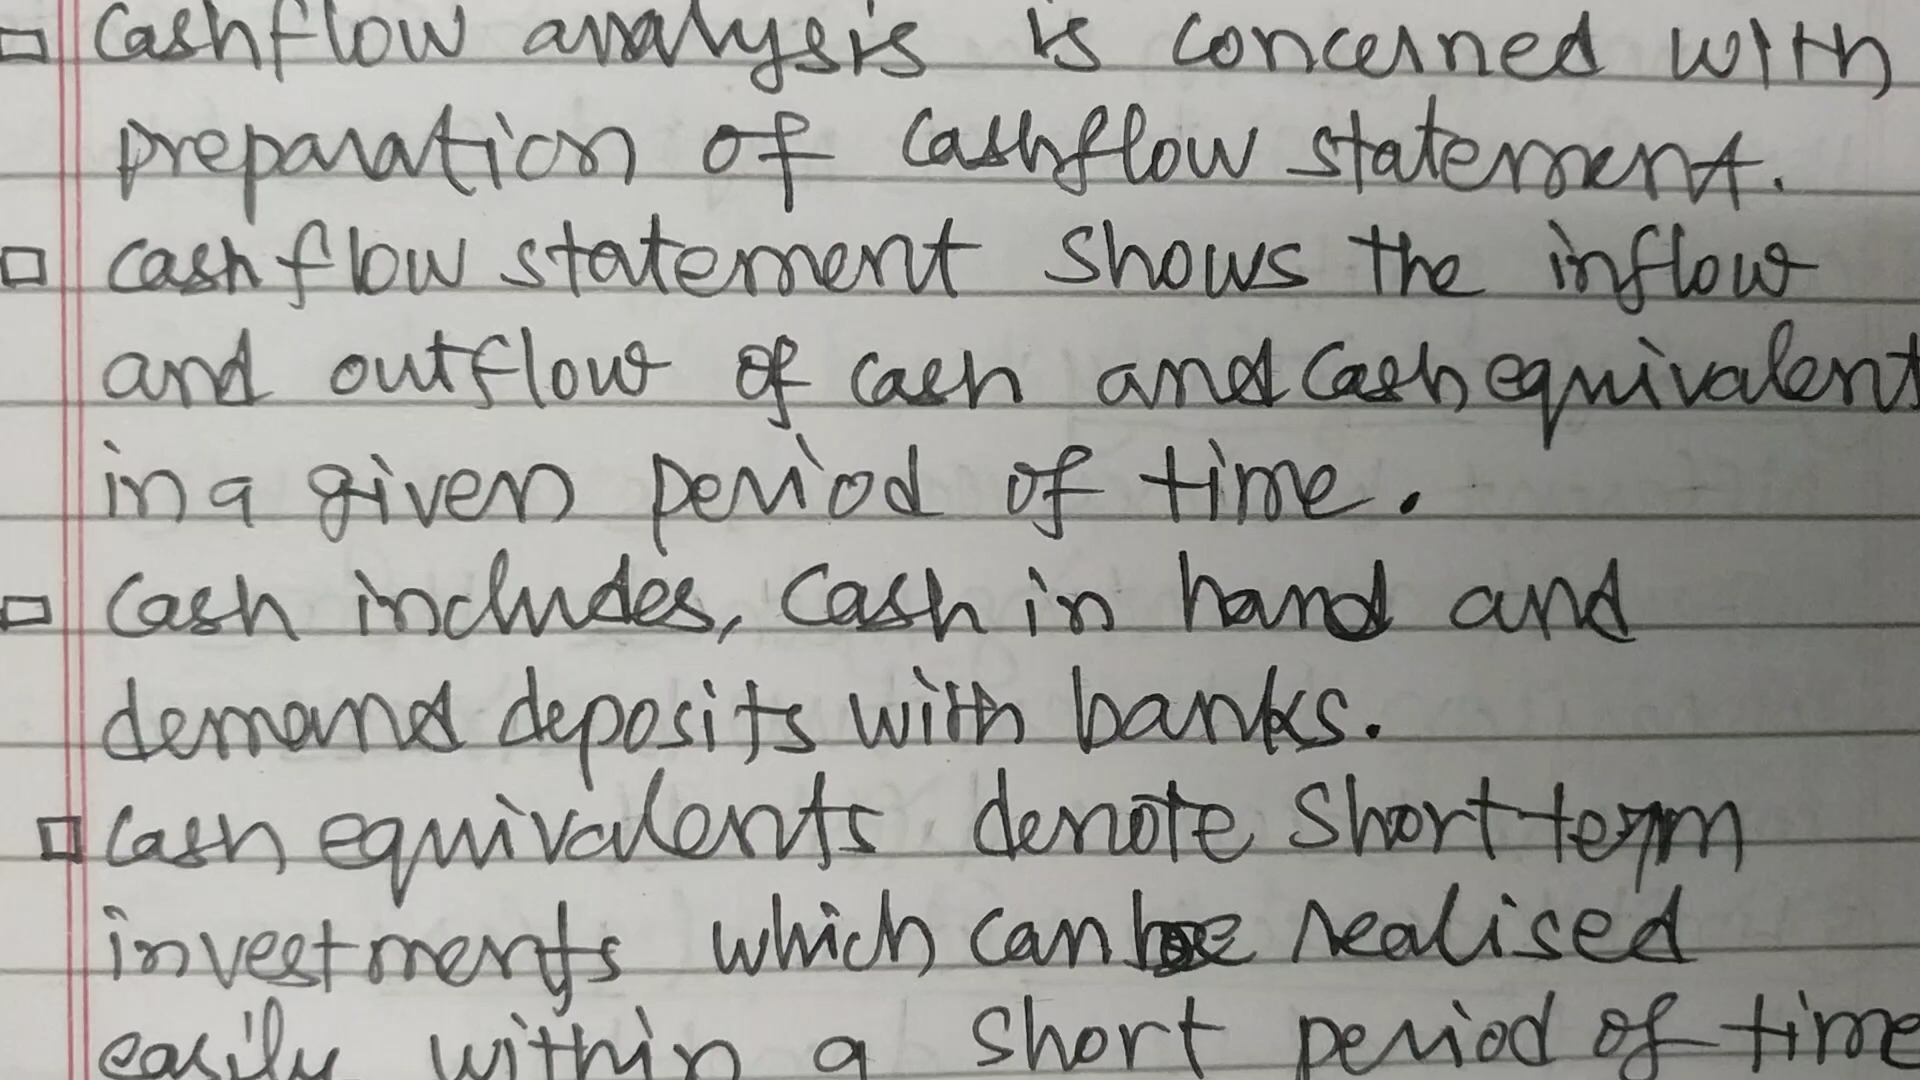 Cashflow analysis is concerned with
preparation of cashflow statement.
cashflow statement shows the inflow
and outflow of cash and Cash equivalent
in a given period of time.
Cash includes, Cash in hand and
demand deposits with banks.
Cash equivalents denote short term
investments which can be realised
easily within a short period of time